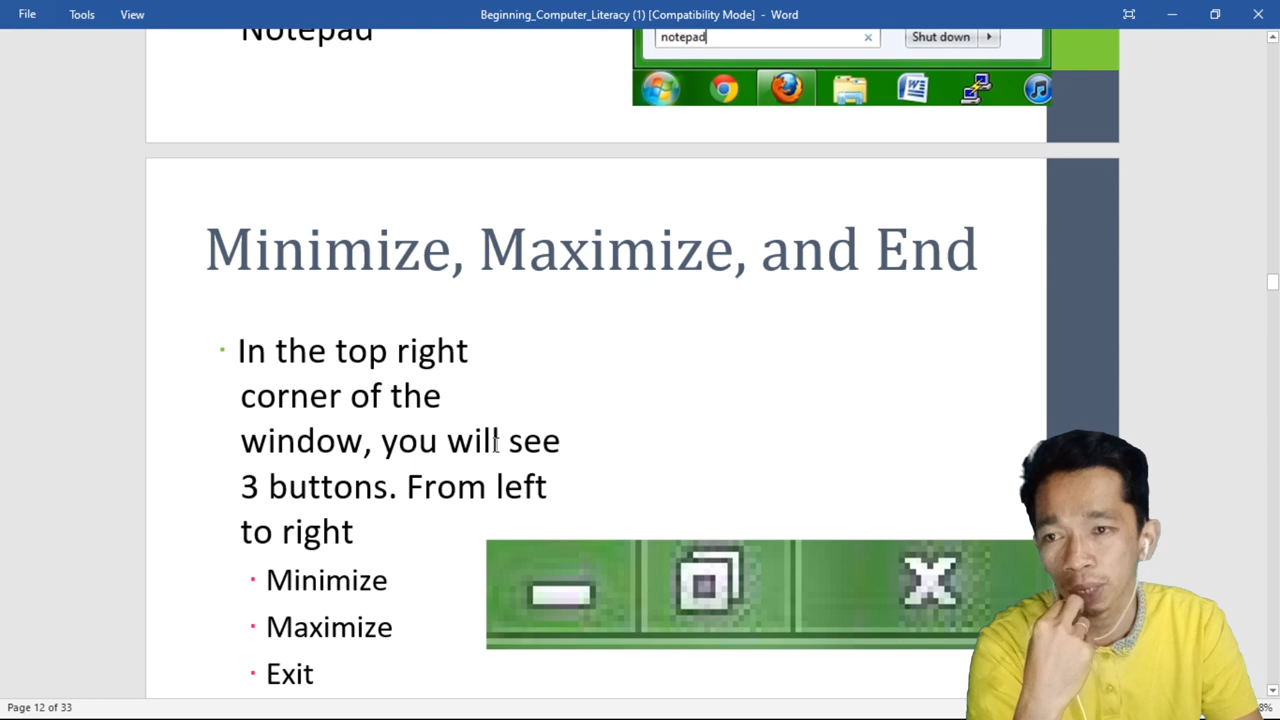 File Tools View Beginning_Computer_Literacy (1) [Compatibility Mode] - Word
Notepad
notepad
Shut down
Minimize, Maximize, and End
· In the top right
corner of the
window, you will see
3 buttons. From left
to right
· Minimize
· Maximize
· Exit
Page 12 of 33
8%